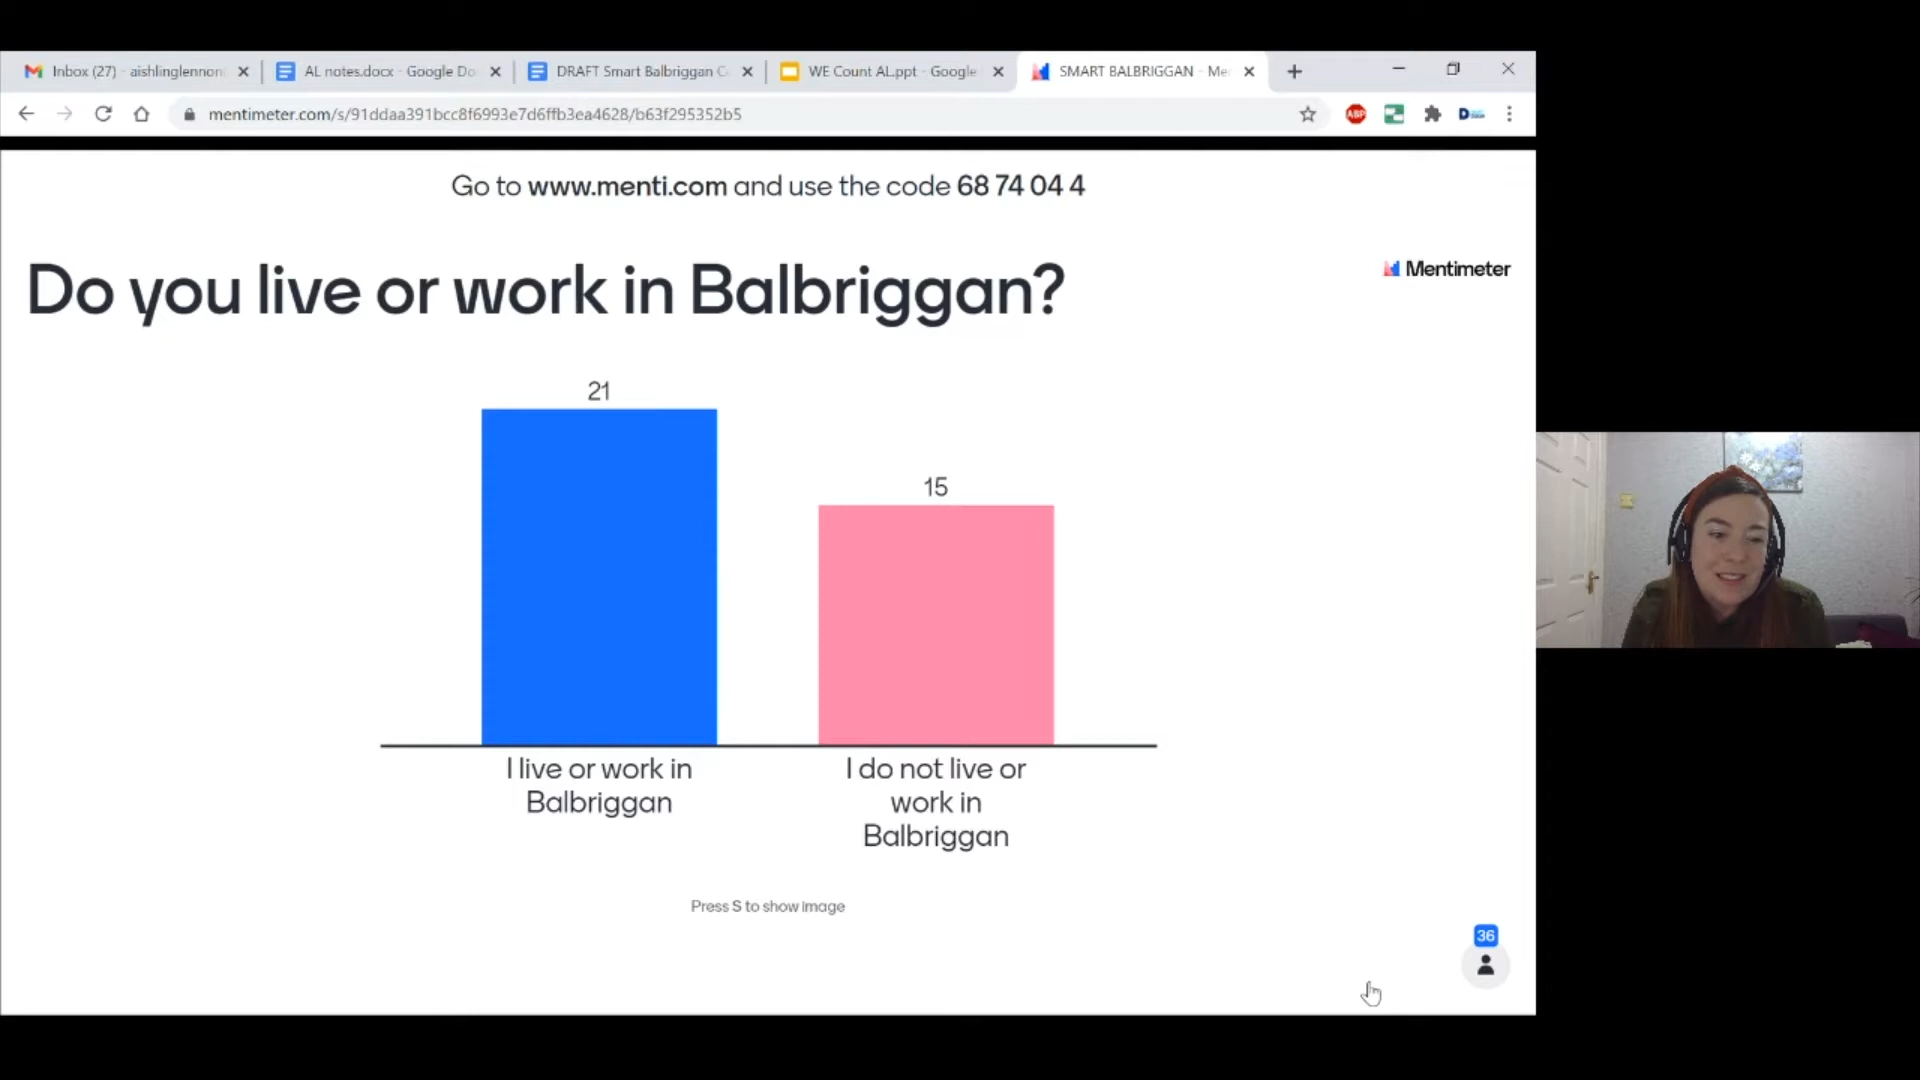 Inbox (27) - aishlinglennon
AL notes.docx - Google Do
DRAFT Smart Balbriggan C
WE Count AL.ppt - Google
SMART BALBRIGGAN - Me
mentimeter.com/s/91ddaa391bcc8f6993e7d6ffb3ea4628/b63f295352b5
ABP
Go to www.menti.com and use the code 68 74 04 4
Do you live or work in Balbriggan?
Mentimeter
21
15
I live or work in
Balbriggan
I do not live or
work in
Balbriggan
Press S to show image
36